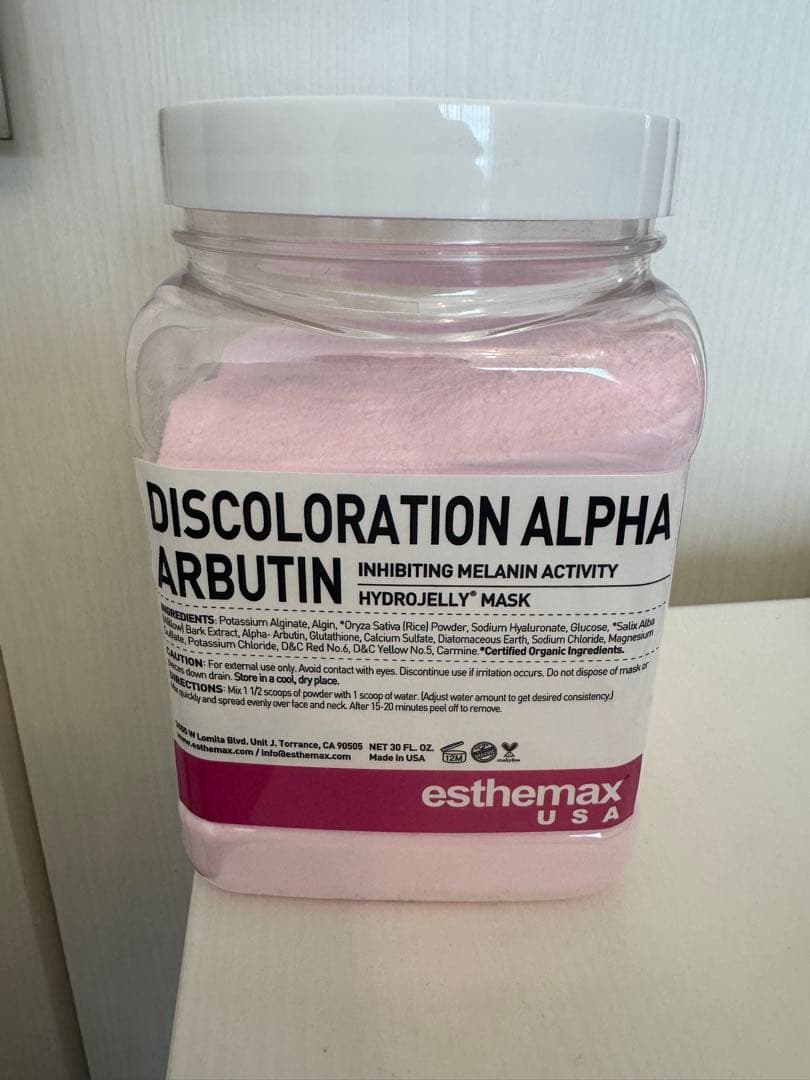 DISCOLORATION ALPHA
ARBUTIN
INHIBITING MELANIN ACTIVITY
HYDROJELLY® MASK
INGREDIENTS: Potassium Alginate, Algin, *Oryza Sativa (Rice) Powder, Sodium Hyaluronate, Glucose, *Salix Alba
(Willow) Bark Extract, Alpha- Arbutin, Glutathione, Calcium Sulfate, Diatomaceous Earth, Sodium Chloride, Magnesium
Sulfate, Potassium Chloride, D&C Red No.6, D&C Yellow No.5, Carmine.*Certified Organic Ingredients.
CAUTION: For external use only. Avoid contact with eyes. Discontinue use if irritation occurs. Do not dispose of mask or
pieces down drain. Store in a cool, dry place.
DIRECTIONS: Mix 1 1/2 scoops of powder with 1 scoop of water. (Adjust water amount to get desired consistency.)
Mix quickly and spread evenly over face and neck. After 15-20 minutes peel off to remove.
W Lomita Blvd. Unit J. Torrance, CA 90505 NET 30 FL. OZ.
www.esthemax.com / info@esthemax.com Made in USA
12M
esthemax
USA